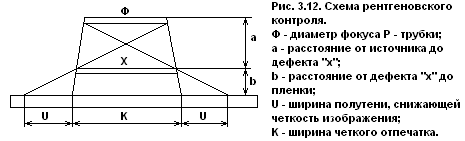 Ф
X
a
b
U
K
U
Рис. 3.12. Схема рентгеновского
контроля.
Ф - диаметр фокуса Р - трубки;
а - расстояние от источника до
дефекта "х";
b - расстояние от дефекта "х" до
пленки;
U - ширина полутени, снижающей
четкость изображения;
К - ширина четкого отпечатка.